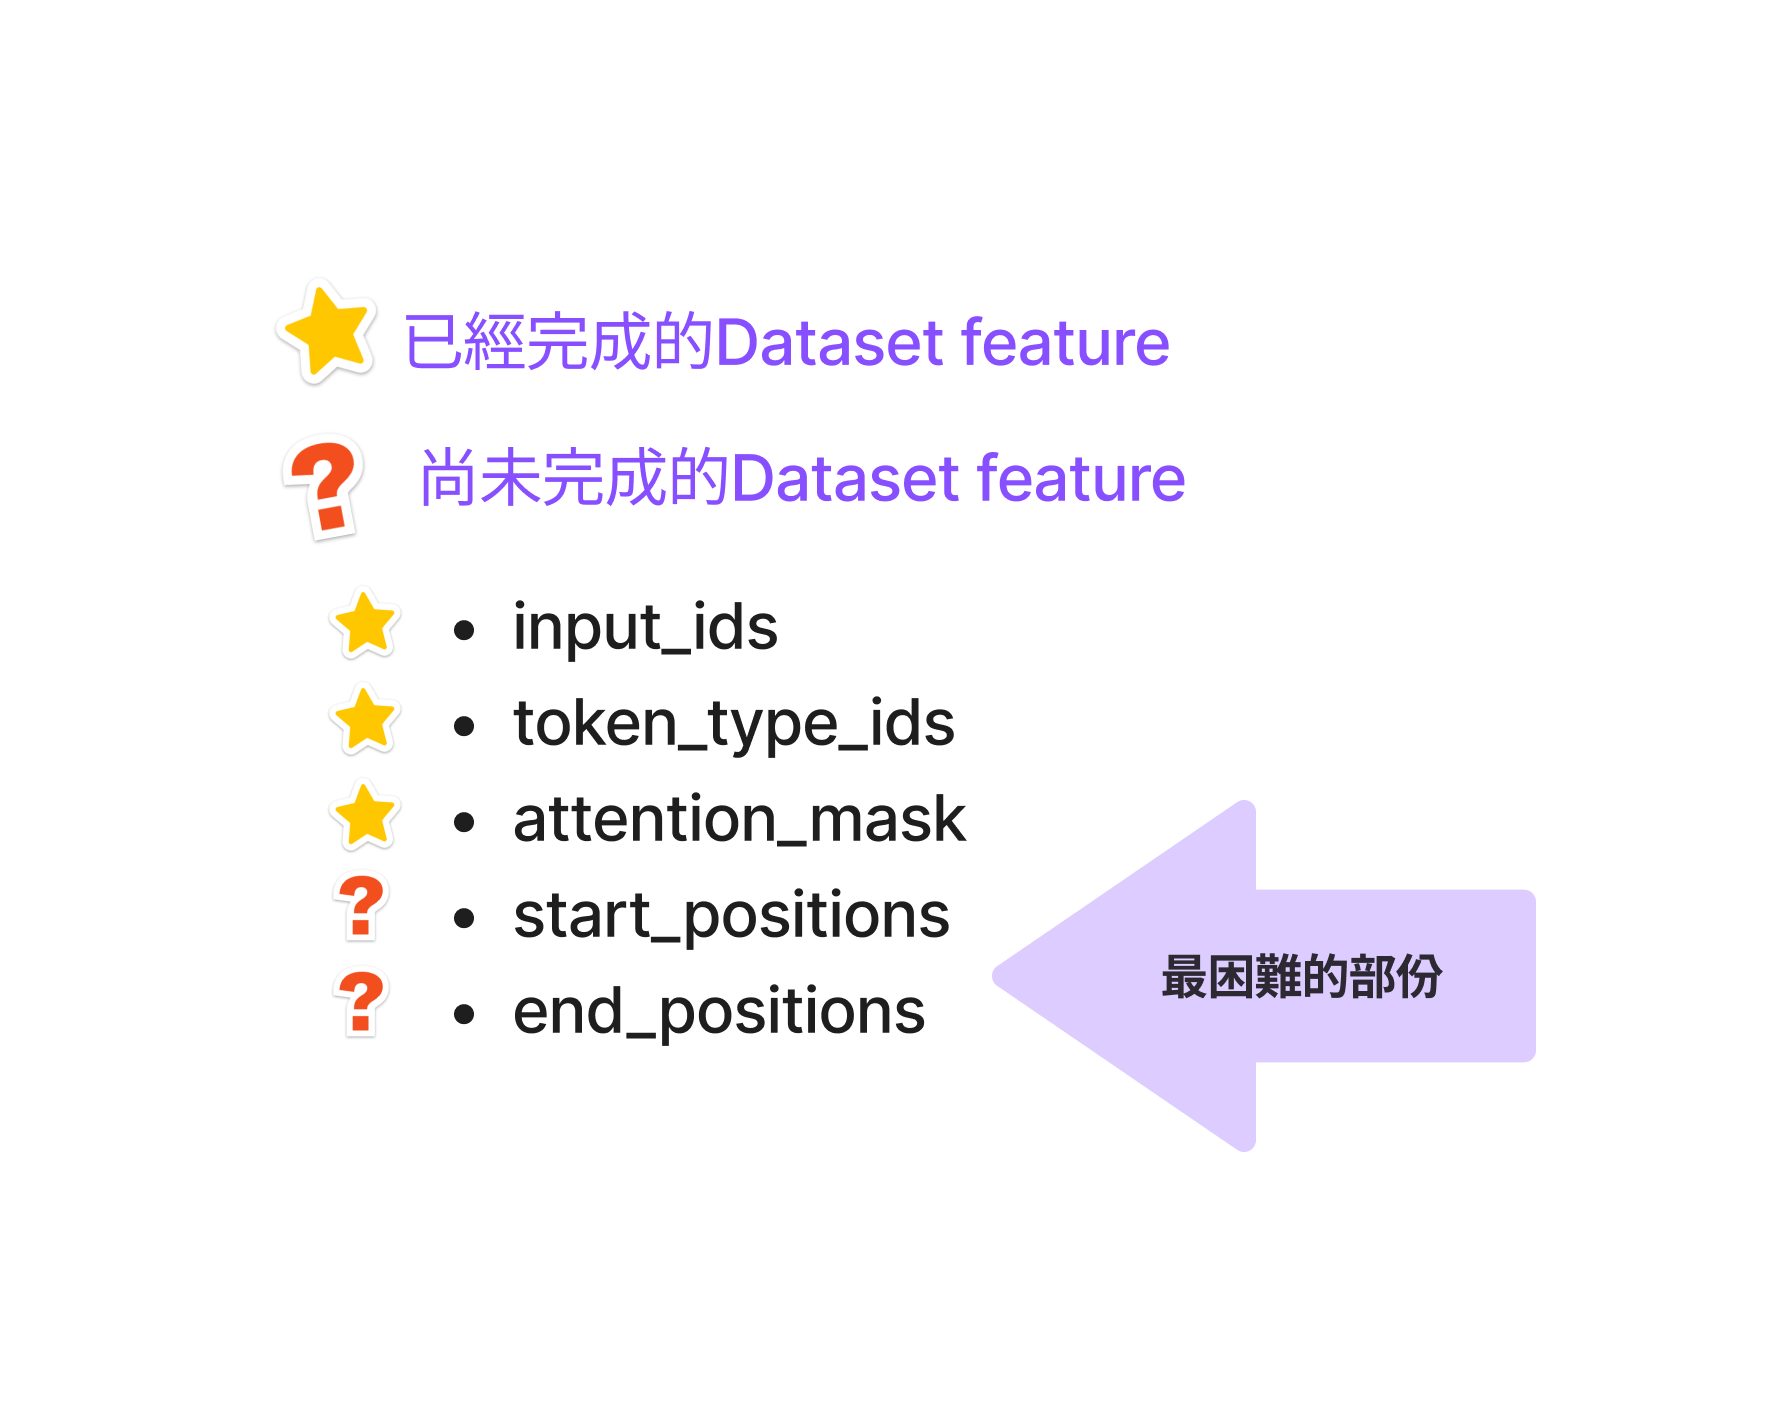 已經完成的Dataset feature
尚未完成的Dataset feature
• input_ids
• token_type_ids
• attention_mask
• start_positions
• end_positions
最困難的部份